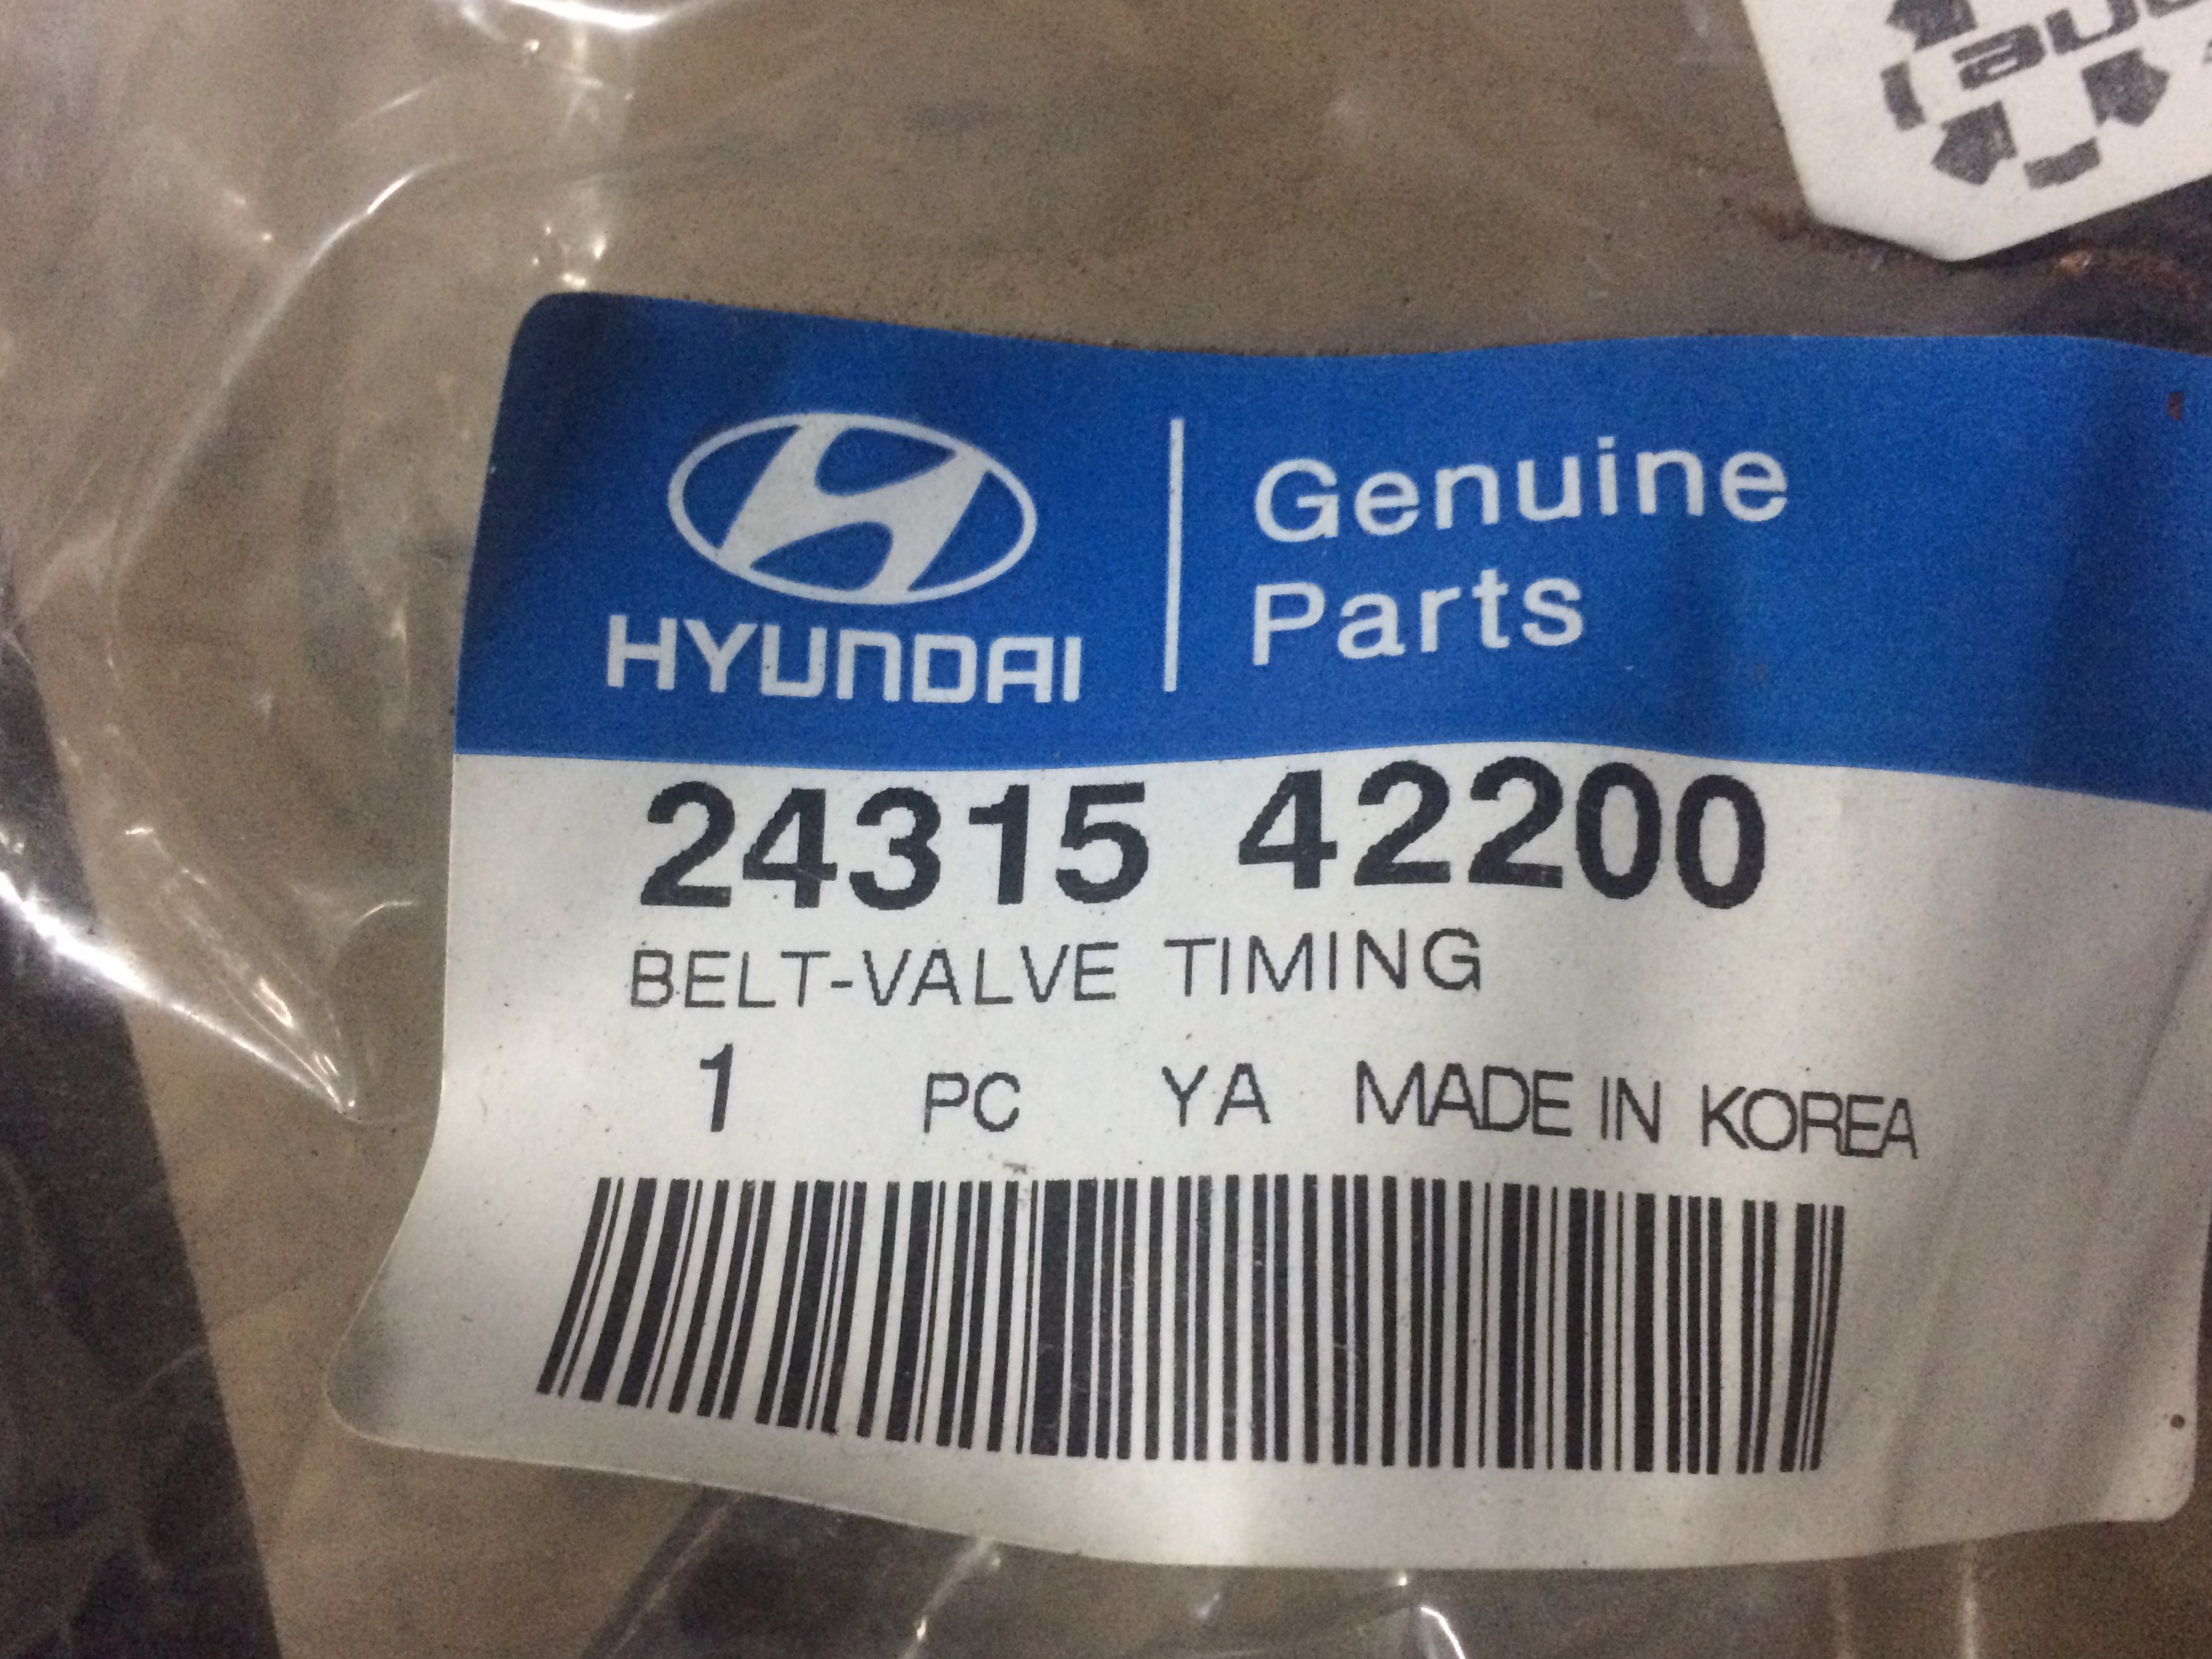 HYUNDAI
Genuine
Parts
24315 42200
BELT-VALVE TIMING
1 PC YA MADE IN KOREA